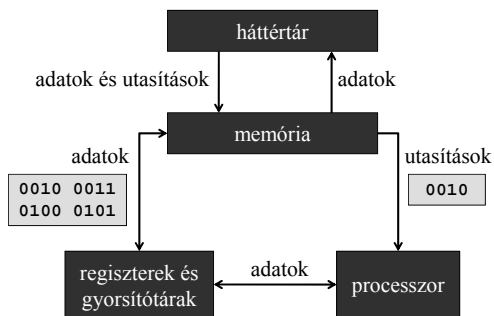 háttértár
adatok és utasítások
adatok
memória
adatok
utasítások
0010 0011
0100 0101
0010
regiszterek és
gyorsítótárak
adatok
processzor